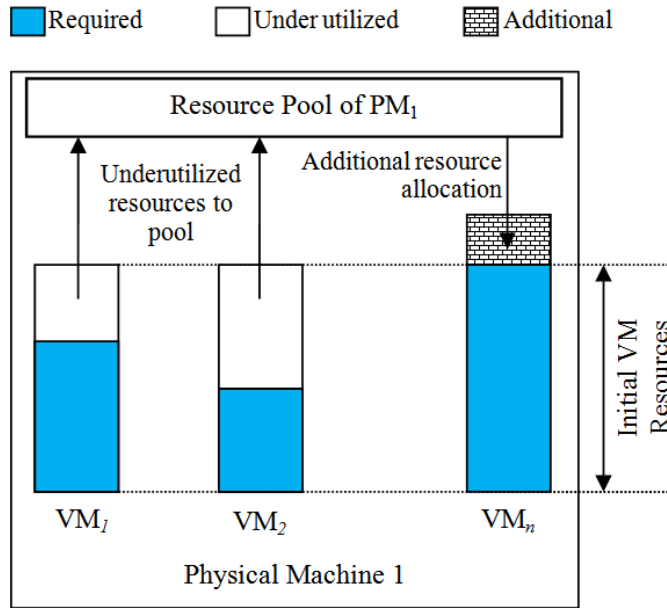 Required
Under utilized
Additional
Resource Pool of PM₁
Underutilized
resources to
pool
Additional resource
allocation
Initial VM
Resources
VM₁
VM₂
VMₙ
Physical Machine 1